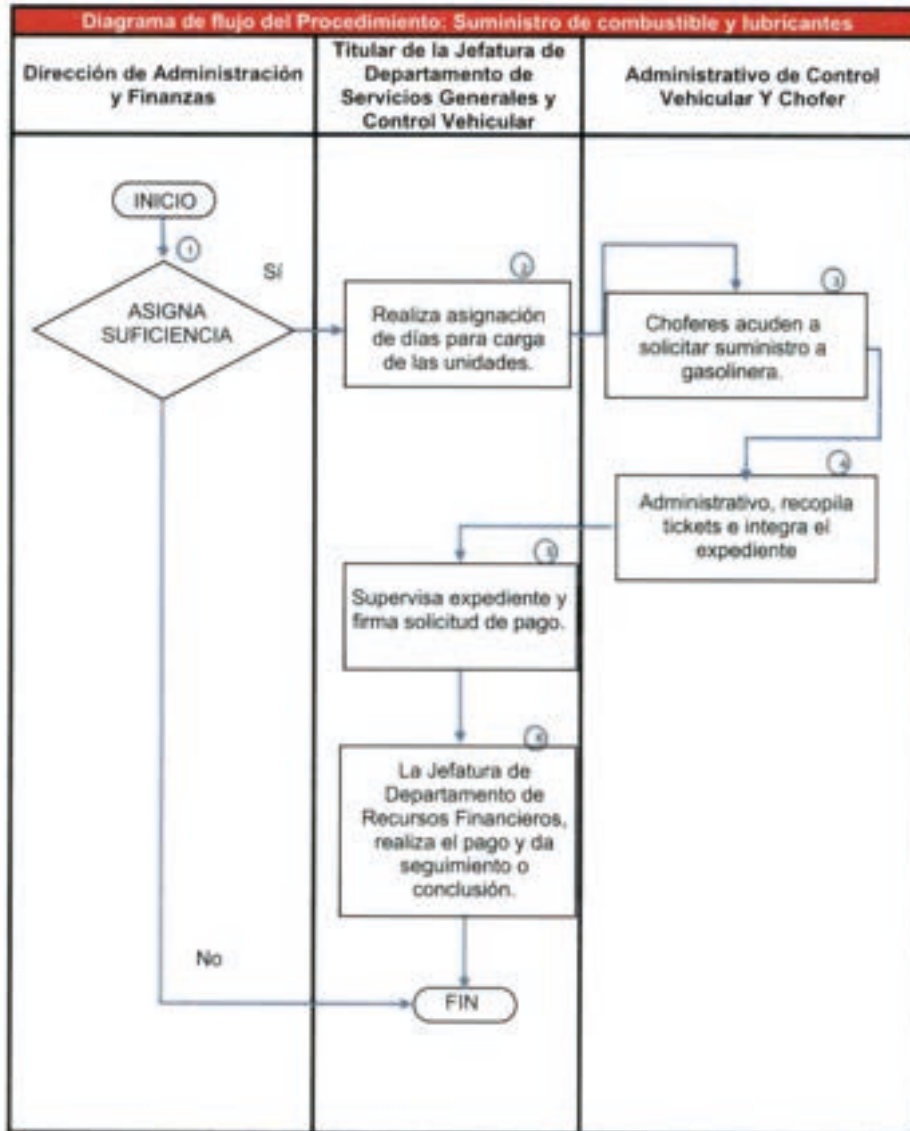 Diagrama de flujo del Procedimiento: Suministro de combustible y lubricantes
Dirección de Administración
y Finanzas
Titular de la Jefatura de
Departamento de
Servicios Generales y
Control Vehicular
Administrativo de Control
Vehicular Y Chofer
INICIO
1
Sí
ASIGNA
SUFICIENCIA
2
Realiza asignación
de días para carga
de las unidades.
3
Choferes acuden a
solicitar suministro a
gasolinera.
4
Administrativo, recopila
tickets e integra el
expediente
5
Supervisa expediente y
firma solicitud de pago.
6
La Jefatura de
Departamento de
Recursos Financieros,
realiza el pago y da
seguimiento o
conclusión.
No
FIN